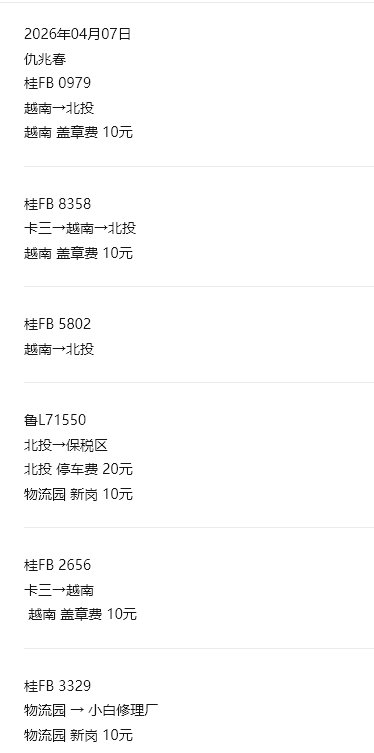 2026年04月07日
仇兆春
桂FB 0979
越南→北投
越南 盖章费 10元
桂FB 8358
卡三→越南→北投
越南 盖章费 10元
桂FB 5802
越南→北投
鲁L71550
北投→保税区
北投 停车费 20元
物流园 新岗 10元
桂FB 2656
卡三→越南
越南 盖章费 10元
桂FB 3329
物流园 → 小白修理厂
物流园 新岗 10元